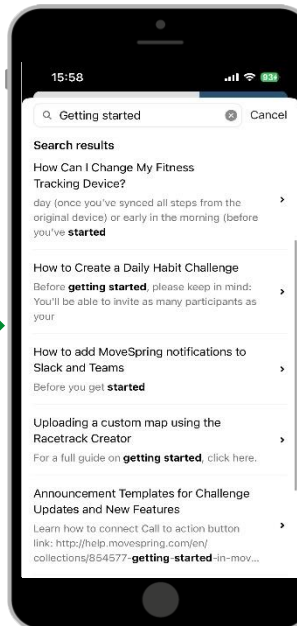 15:58
93
Getting started
Cancel
Search results
How Can I Change My Fitness
Tracking Device?
day (once you've synced all steps from the
original device) or early in the morning (before
you've started
How to Create a Daily Habit Challenge
Before getting started, please keep in mind:
You'll be able to invite as many participants as
your
How to add MoveSpring notifications to
Slack and Teams
Before you get started
Uploading a custom map using the
Racetrack Creator
For a full guide on getting started, click here.
Announcement Templates for Challenge
Updates and New Features
Learn how to connect Call to action button
link: http://help.movespring.com/en/
collections/854577-getting-started-in-mov...